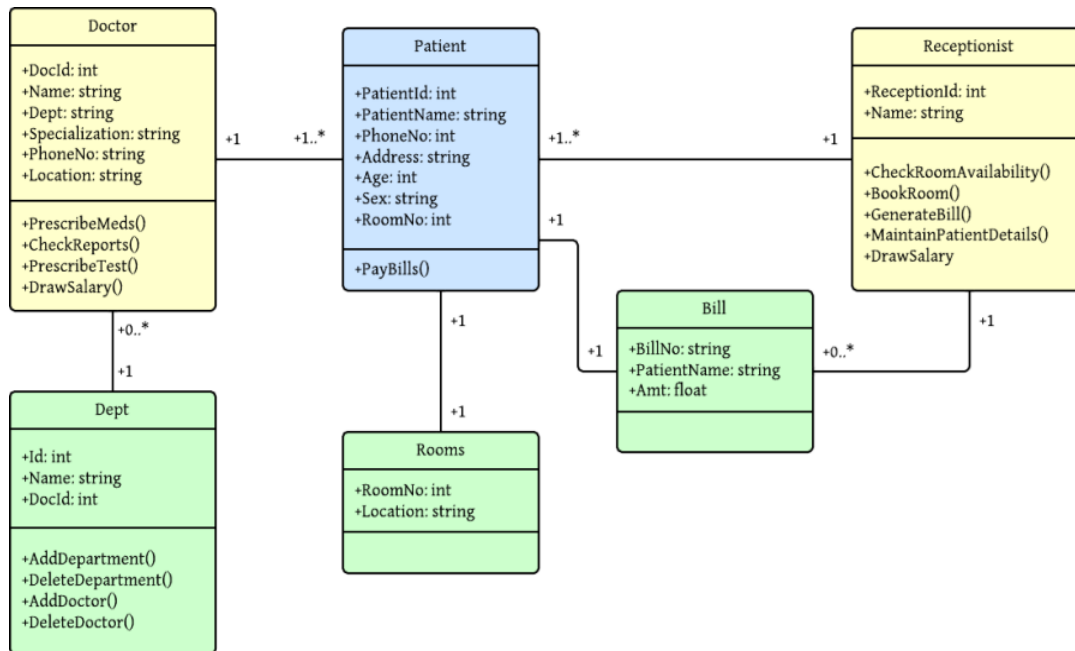 Doctor
+DocId: int
+Name: string
+Dept: string
+Specialization: string
+PhoneNo: string
+Location: string
+PrescribeMeds()
+CheckReports()
+PrescribeTest()
+DrawSalary()
+1
+1..*
Patient
+PatientId: int
+PatientName: string
+PhoneNo: int
+Address: string
+Age: int
+Sex: string
+RoomNo: int
+PayBills()
+1..*
+1
Receptionist
+ReceptionId: int
+Name: string
+CheckRoomAvailability()
+BookRoom()
+GenerateBill()
+MaintainPatientDetails()
+DrawSalary
+1
+1
+0..*
+1
Bill
+BillNo: string
+PatientName: string
+Amt: float
+0..*
+1
Dept
+Id: int
+Name: string
+DocId: int
+AddDepartment()
+DeleteDepartment()
+AddDoctor()
+DeleteDoctor()
+1
+1
Rooms
+RoomNo: int
+Location: string